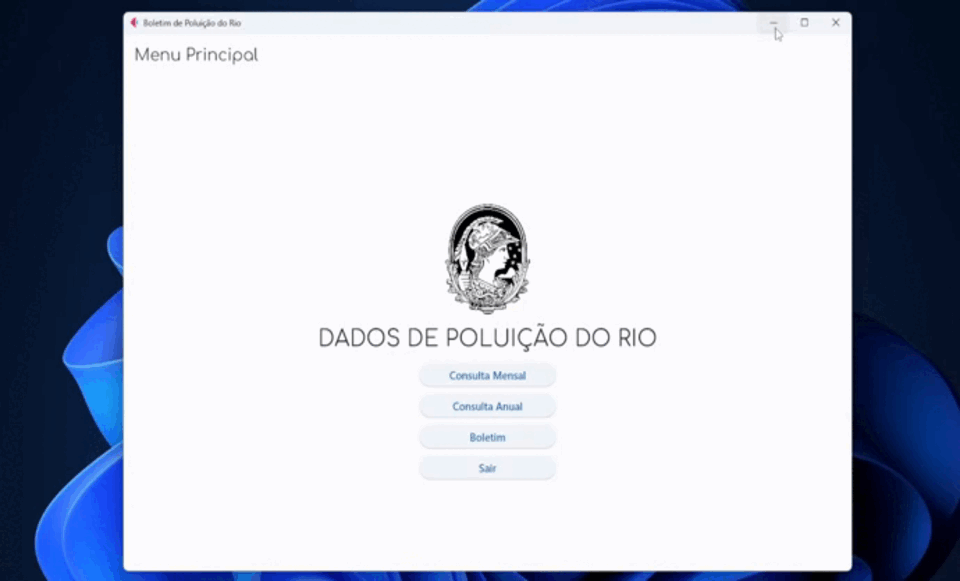 Boletim de Poluição do Rio
Menu Principal
DADOS DE POLUIÇÃO DO RIO
Consulta Mensal
Consulta Anual
Boletim
Sair